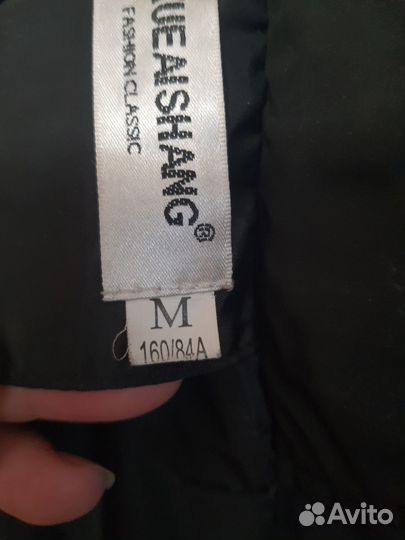 UEAISHANG®
FASHION CLASSIC
M
160/84A
Avito